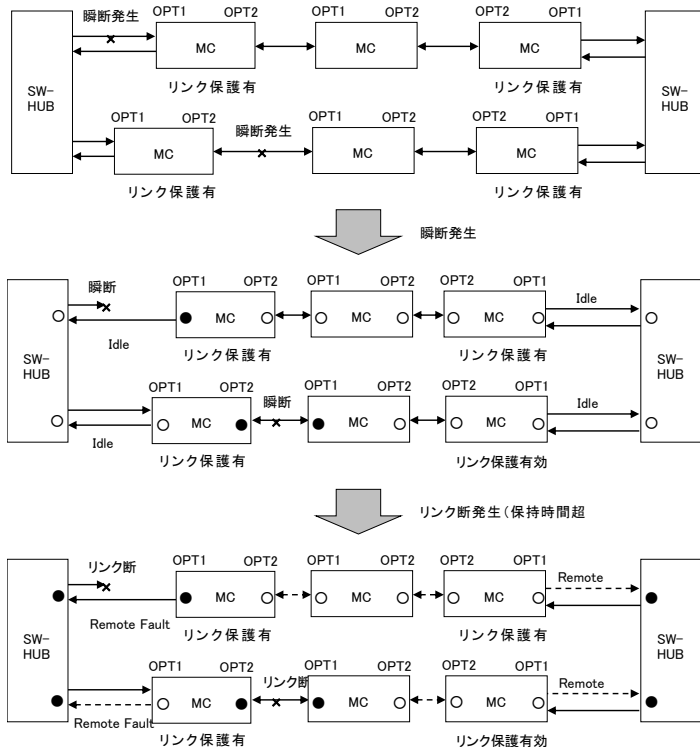 瞬断発生 OPT1 OPT2 OPT1 OPT2 OPT2 OPT1
MC MC MC
SW-
HUB
SW-
HUB
リンク保護有 リンク保護有
OPT1 OPT2 瞬断発生 OPT1 OPT2 OPT2 OPT1
MC MC MC
リンク保護有 リンク保護有
瞬断発生
瞬断 OPT1 OPT2 OPT1 OPT2 OPT2 OPT1 Idle
MC MC MC
Idle
リンク保護有 リンク保護有
SW-
HUB
SW-
HUB
OPT1 OPT2 瞬断 OPT1 OPT2 OPT2 OPT1 Idle
MC MC MC
Idle
リンク保護有 リンク保護有効
リンク断発生(保持時間超
リンク断 OPT1 OPT2 OPT1 OPT2 OPT2 OPT1 Remote
MC MC MC
Remote Fault
リンク保護有 リンク保護有
SW-
HUB
SW-
HUB
OPT1 OPT2 リンク断 OPT1 OPT2 OPT2 OPT1 Remote
MC MC MC
Remote Fault
リンク保護有 リンク保護有効